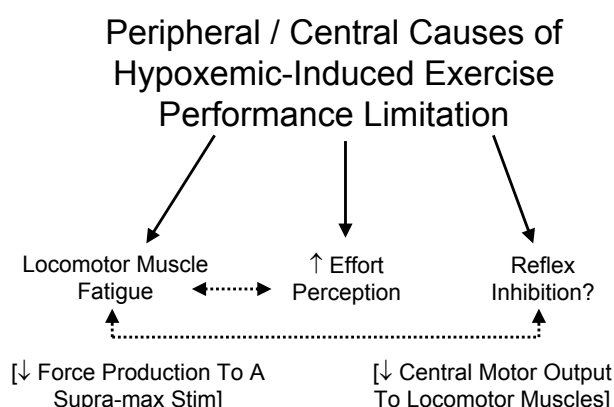 Peripheral / Central Causes of
Hypoxemic-Induced Exercise
Performance Limitation
Locomotor Muscle
Fatigue
↑ Effort
Perception
Reflex
Inhibition?
[↓ Force Production To A
Supra-max Stim]
[↓ Central Motor Output
To Locomotor Muscles]